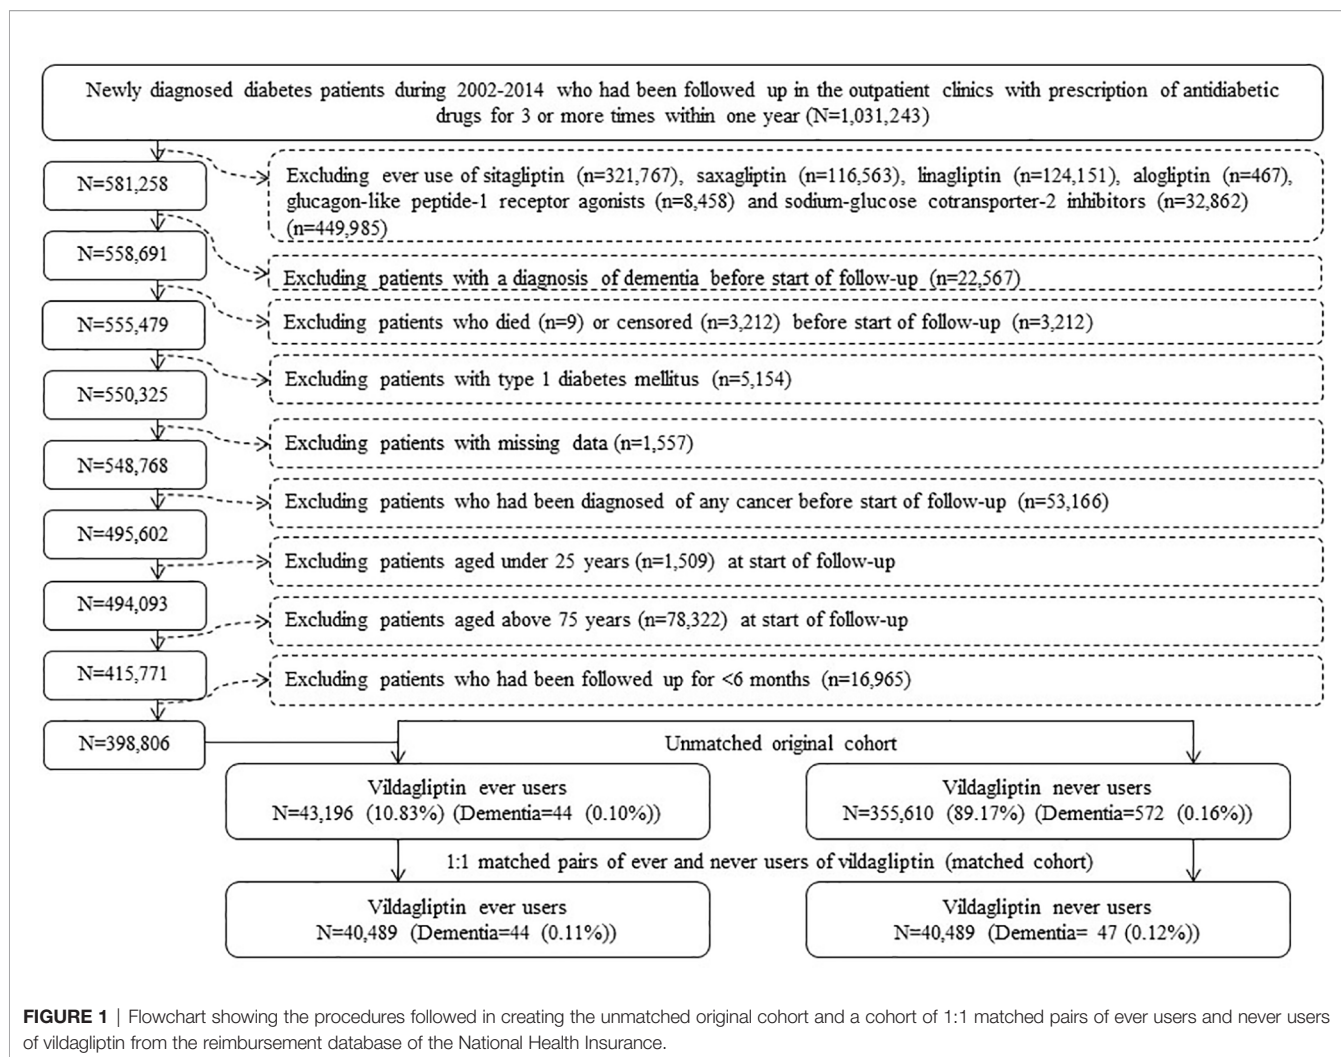 Newly diagnosed diabetes patients during 2002-2014 who had been followed up in the outpatient clinics with prescription of antidiabetic
drugs for 3 or more times within one year (N=1,031,243)
N=581,258
Excluding ever use of sitagliptin (n=321,767), saxagliptin (n=116,563), linagliptin (n=124,151), alogliptin (n=467),
glucagon-like peptide-1 receptor agonists (n=8,458) and sodium-glucose cotransporter-2 inhibitors (n=32,862)
(n=449,985)
N=558,691
Excluding patients with a diagnosis of dementia before start of follow-up (n=22,567)
N=555,479
Excluding patients who died (n=9) or censored (n=3,212) before start of follow-up (n=3,212)
N=550,325
Excluding patients with type 1 diabetes mellitus (n=5,154)
N=548,768
Excluding patients with missing data (n=1,557)
N=495,602
Excluding patients who had been diagnosed of any cancer before start of follow-up (n=53,166)
N=494,093
Excluding patients aged under 25 years (n=1,509) at start of follow-up
N=415,771
Excluding patients aged above 75 years (n=78,322) at start of follow-up
N=398,806
Excluding patients who had been followed up for <6 months (n=16,965)
Unmatched original cohort
Vildagliptin ever users
N=43,196 (10.83%) (Dementia=44 (0.10%))
Vildagliptin never users
N=355,610 (89.17%) (Dementia=572 (0.16%))
1:1 matched pairs of ever and never users of vildagliptin (matched cohort)
Vildagliptin ever users
N=40,489 (Dementia=44 (0.11%))
Vildagliptin never users
N=40,489 (Dementia= 47 (0.12%))
FIGURE 1 | Flowchart showing the procedures followed in creating the unmatched original cohort and a cohort of 1:1 matched pairs of ever users and never users
of vildagliptin from the reimbursement database of the National Health Insurance.